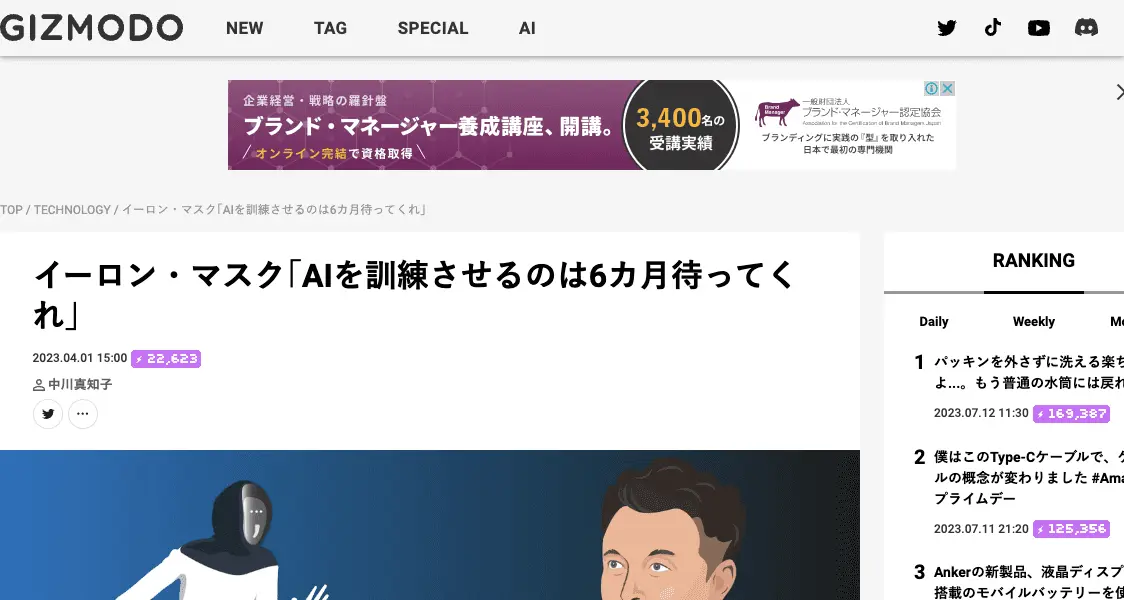 GIZMODO
NEW
TAG
SPECIAL
AI
企業経営・戦略の羅針盤
ブランド・マネージャー養成講座、開講。
オンライン完結で資格取得
3,400名の
受講実績
Brand
Manager
一般財団法人
ブランド・マネージャー認定協会
Association for the Certification of Brand Managers Japan
ブランディングに実践の『型』を取り入れた
日本で最初の専門機関
TOP / TECHNOLOGY / イーロン・マスク「AIを訓練させるのは6カ月待ってくれ」
イーロン・マスク「AIを訓練させるのは6カ月待ってく
れ」
2023.04.01 15:00 22,623
中川真知子
RANKING
Daily
Weekly
1 パッキンを外さずに洗える楽ち
よ…。もう普通の水筒には戻れ
2023.07.12 11:30 169,387
2 僕はこのType-Cケーブルで、ケ
ルの概念が変わりました #Ama
プライムデー
2023.07.11 21:20 125,356
3 Ankerの新製品、液晶ディスプ
搭載のモバイルバッテリーを使